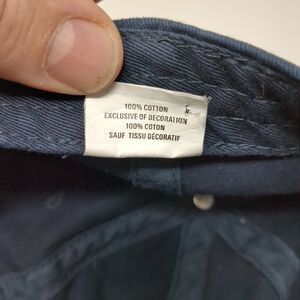 100% COTTON
EXCLUSIVE OF DECORATION
100% COTON
SAUF TISSU DÉCORATIF